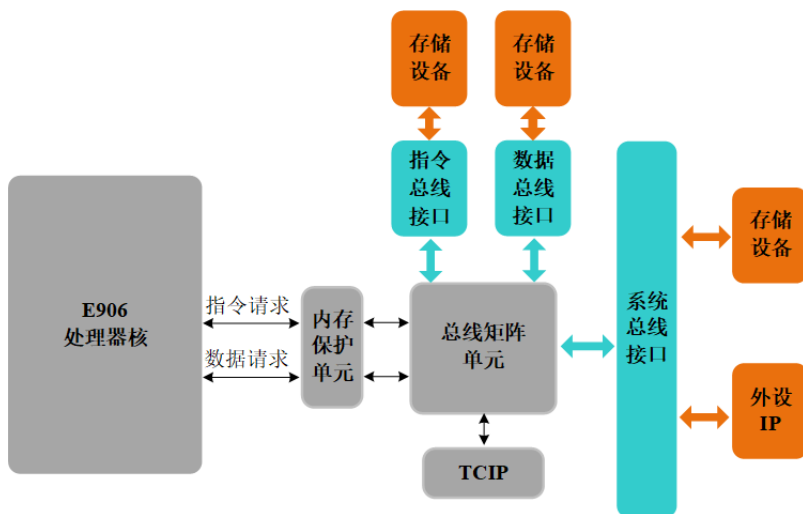 存储
设备
存储
设备
指令
总线
接口
数据
总线
接口
E906
处理器核
指令请求
数据请求
内存
保护
单元
总线矩阵
单元
TCIP
系统
总线
接口
存储
设备
外设
IP